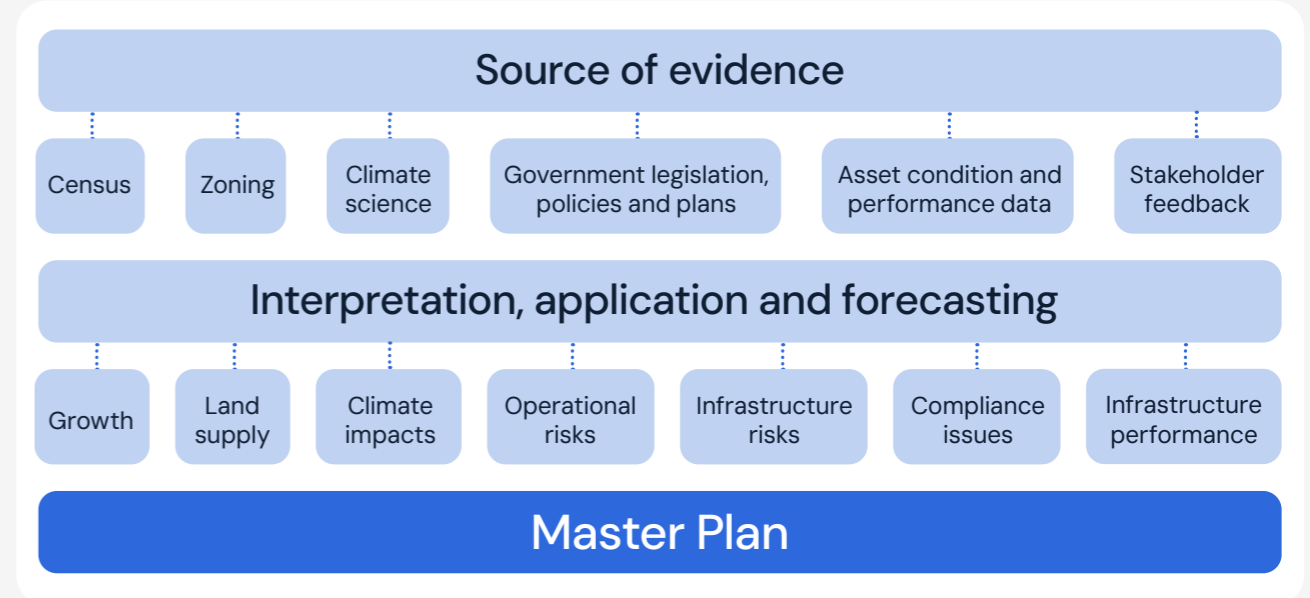 Source of evidence
Census
Zoning
Climate
science
Government legislation,
policies and plans
Asset condition and
performance data
Stakeholder
feedback
Interpretation, application and forecasting
Growth
Land
supply
Climate
impacts
Operational
risks
Infrastructure
risks
Compliance
issues
Infrastructure
performance
Master Plan